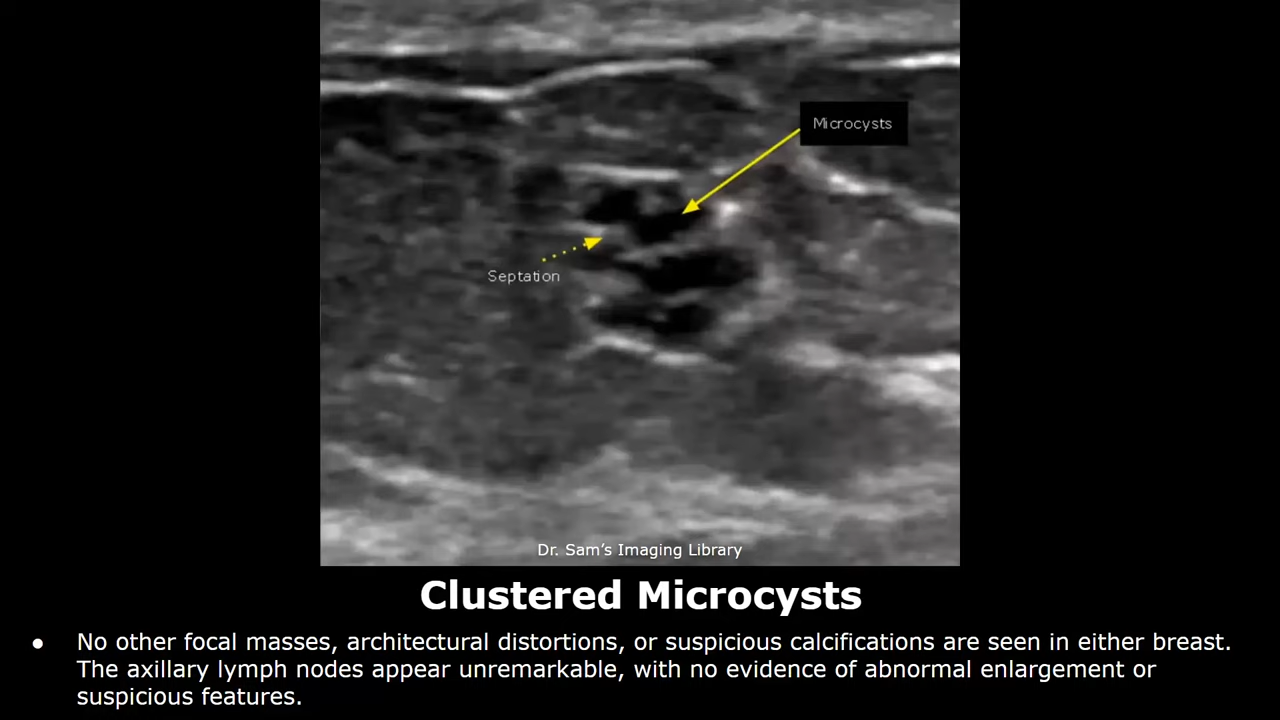 Microcysts
Septation
Dr. Sam’s Imaging Library
Clustered Microcysts
● No other focal masses, architectural distortions, or suspicious calcifications are seen in either breast.
The axillary lymph nodes appear unremarkable, with no evidence of abnormal enlargement or
suspicious features.